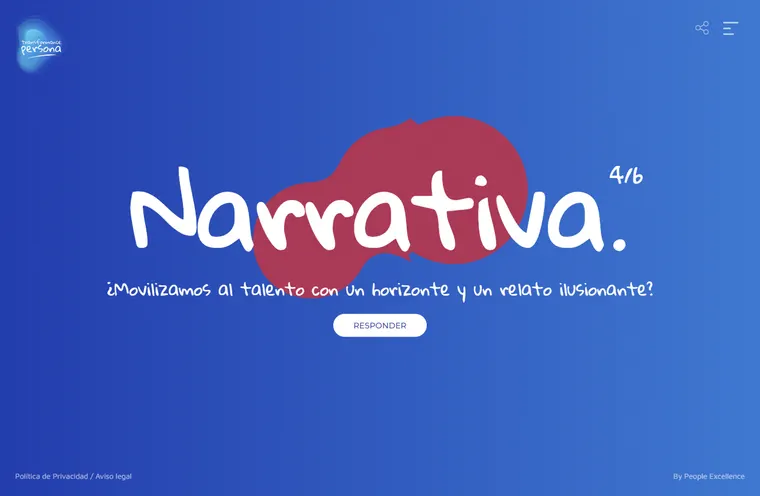 Transformance
persona
4/6
Narrativa.
¿Movilizamos al talento con un horizonte y un relato ilusionante?
RESPONDER
Política de Privacidad / Aviso legal
By People Excellence